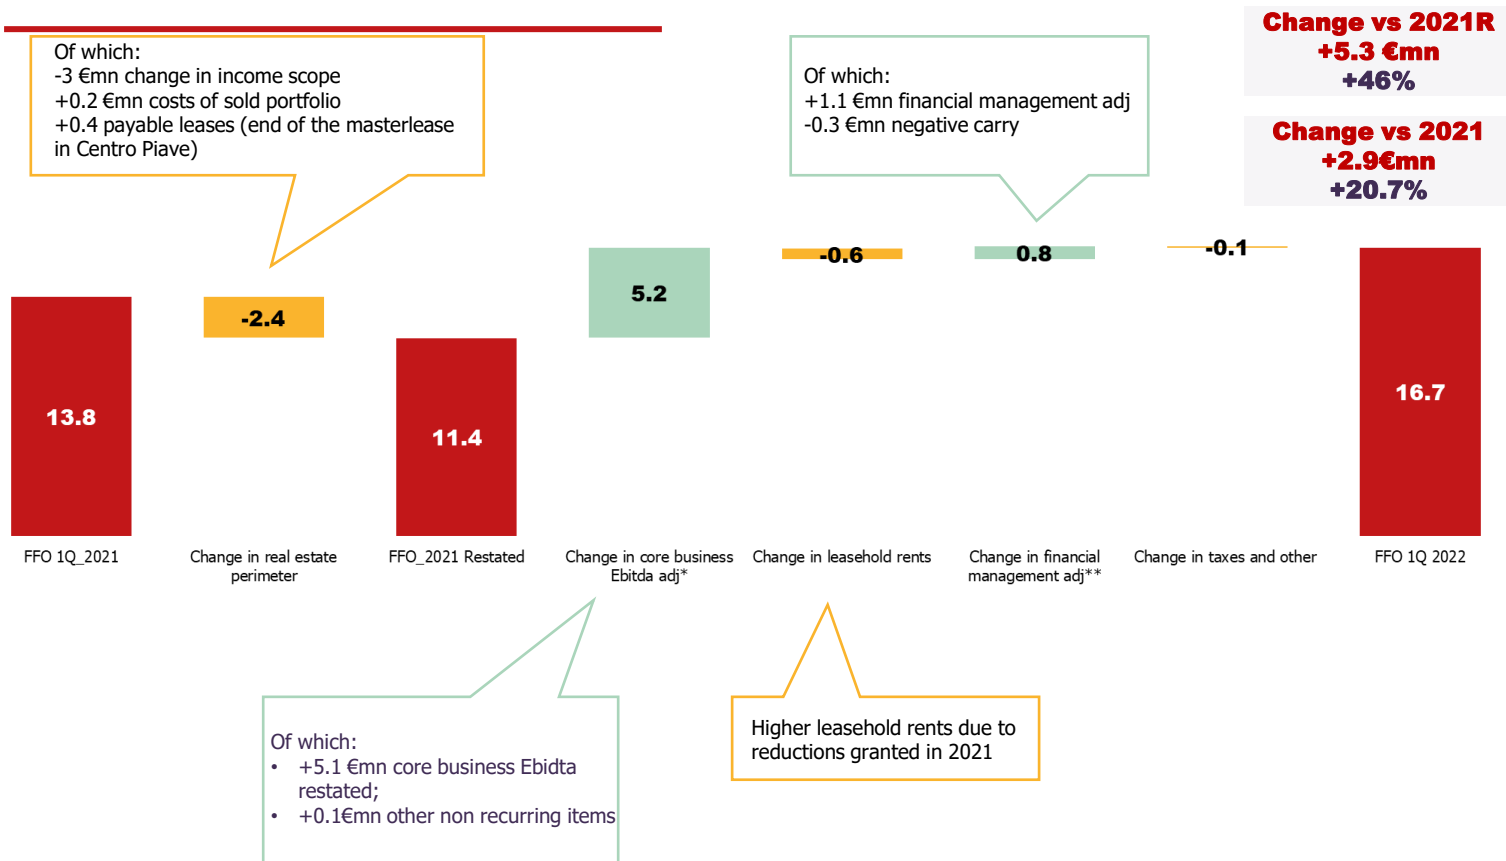 Change vs 2021R
+5.3 €mn
+46%
Change vs 2021
+2.9€mn
+20.7%
Of which:
-3 €mn change in income scope
+0.2 €mn costs of sold portfolio
+0.4 payable leases (end of the masterlease
in Centro Piave)
Of which:
+1.1 €mn financial management adj
-0.3 €mn negative carry
13.8
-2.4
11.4
5.2
-0.6
0.8
-0.1
16.7
FFO 1Q_2021
Change in real estate
perimeter
FFO_2021 Restated
Change in core business
Ebitda adj*
Change in leasehold rents
Change in financial
management adj**
Change in taxes and other
FFO 1Q 2022
Of which:
• +5.1 €mn core business Ebidta
restated;
• +0.1€mn other non recurring items
Higher leasehold rents due to
reductions granted in 2021